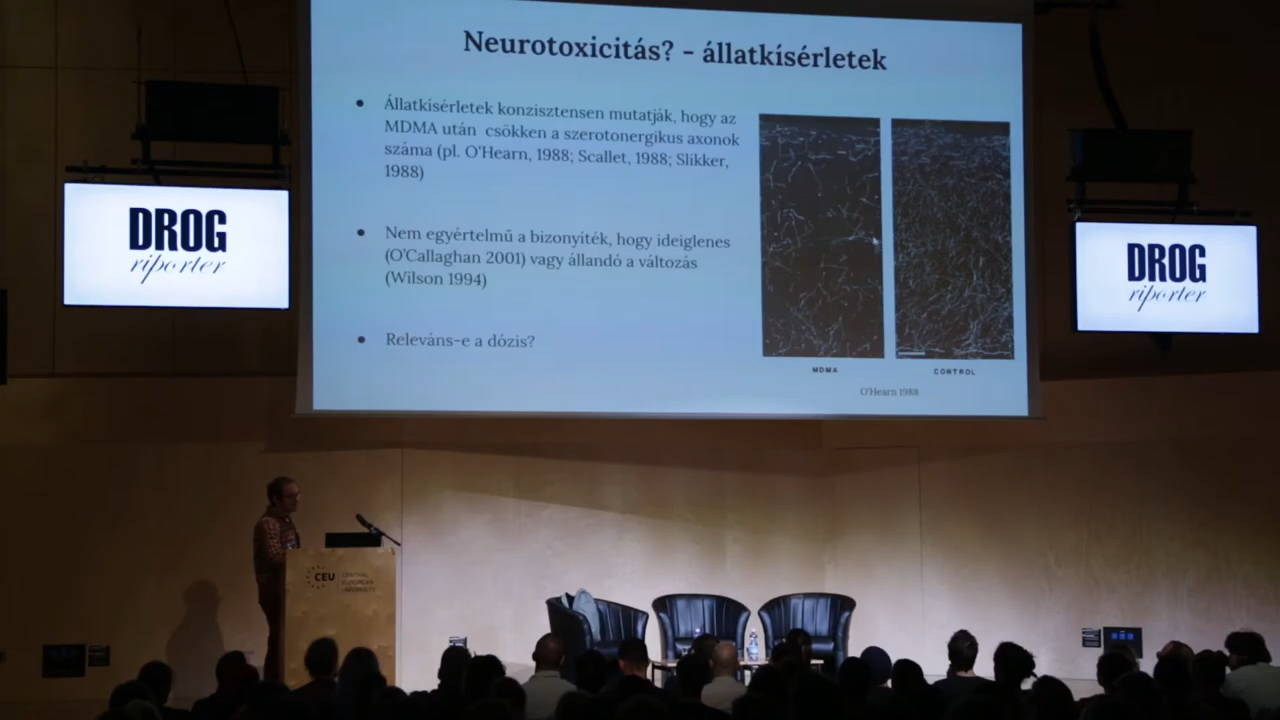 Neurotoxicitás? - állatkísérletek
• Állatkísérletek konzisztensen mutatják, hogy az
MDMA után csökken a szerotonergikus axonok
száma (pl. O'Hearn, 1988; Scallet, 1988; Slikker,
1988)
• Nem egyértelmű a bizonyíték, hogy ideiglenes
(O'Callaghan 2001) vagy állandó a változás
(Wilson 1994)
• Releváns-e a dózis?
MDMA
CONTROL
O'Hearn 1988
DROG
riporter
DROG
riporter
CEU
CENTRAL
EUROPEAN
UNIVERSITY